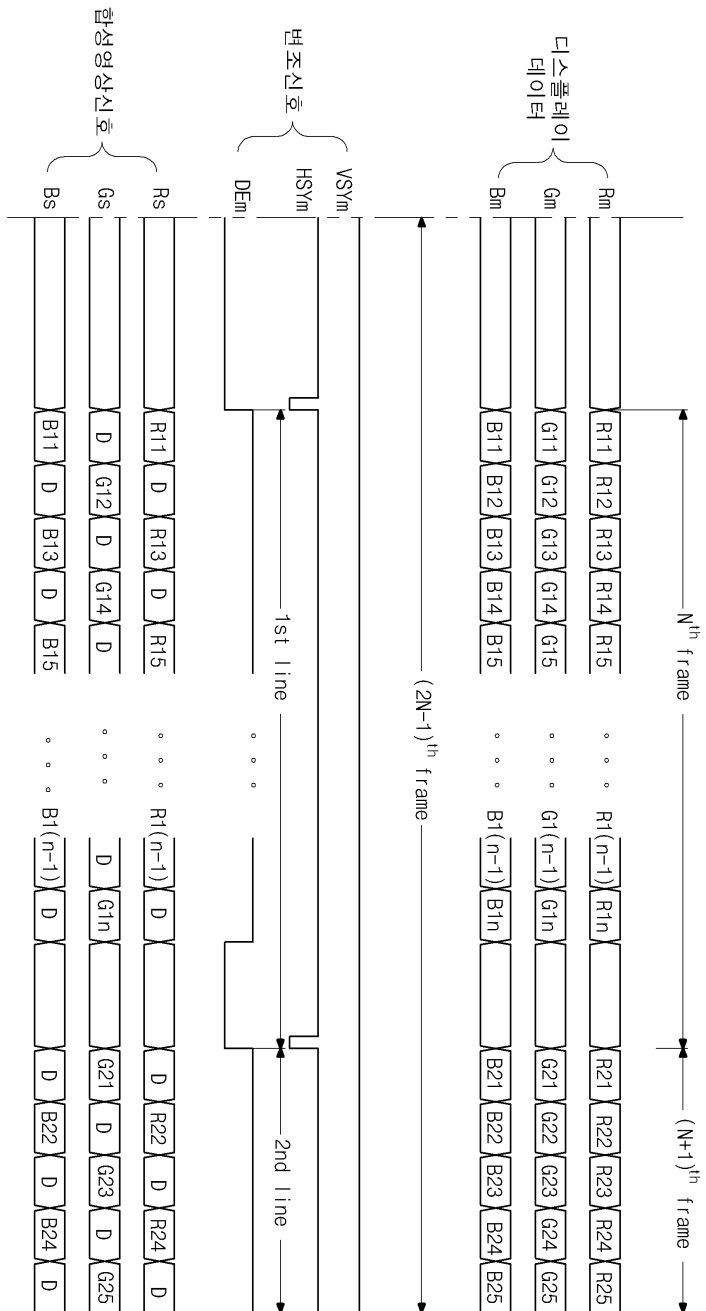 Nth frame
(N+1)th frame
디스플레이
데이터
Rm R11 R12 R13 R14 R15 R1(n-1) R1n R21 R22 R23 R24 R25
Gm G11 G12 G13 G14 G15 G1(n-1) G1n G21 G22 G23 G24 G25
Bm B11 B12 B13 B14 B15 B1(n-1) B1n B21 B22 B23 B24 B25
(2N-1)th frame
변조신호
VSYm
HSYm
1st line
2nd line
DEm
합성영상신호
Rs R11 D R13 D R15 R1(n-1) D D R22 D R24 D
Gs D G12 D G14 D D G1n G21 D G23 D G25
Bs B11 D B13 D B15 B1(n-1) D D B22 D B24 D